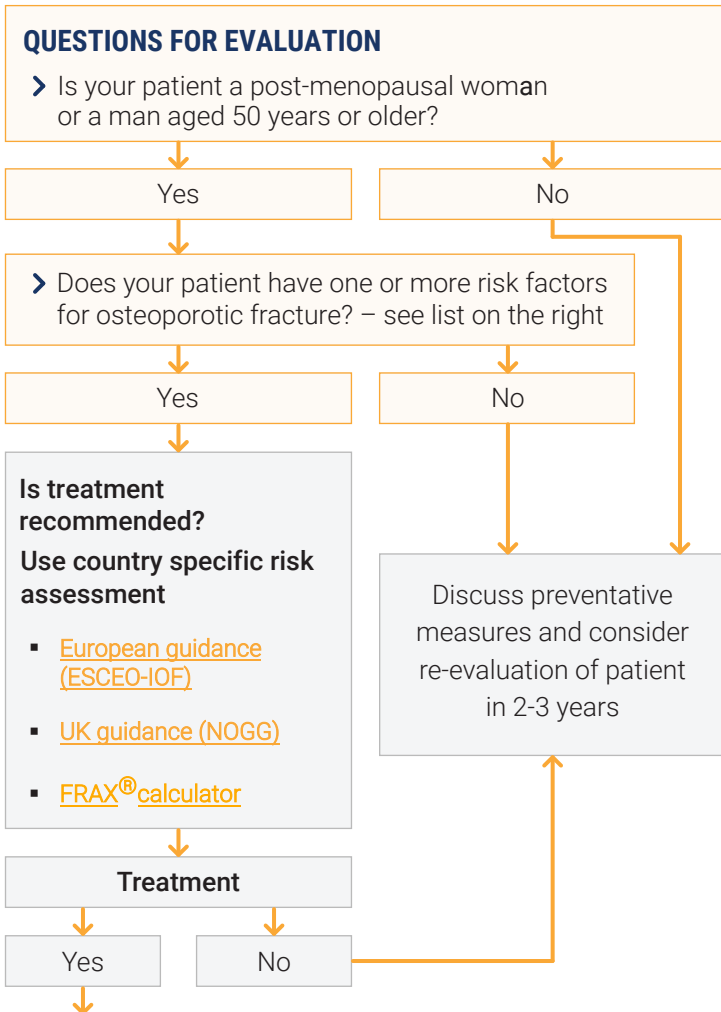 QUESTIONS FOR EVALUATION
Is your patient a post-menopausal woman
or a man aged 50 years or older?
Yes
No
Does your patient have one or more risk factors
for osteoporotic fracture? – see list on the right
Yes
No
Is treatment
recommended?
Use country specific risk
assessment
▪ European guidance
(ESCEO-IOF)
▪ UK guidance (NOGG)
▪ FRAX® calculator
Discuss preventative
measures and consider
re-evaluation of patient
in 2-3 years
Treatment
Yes
No